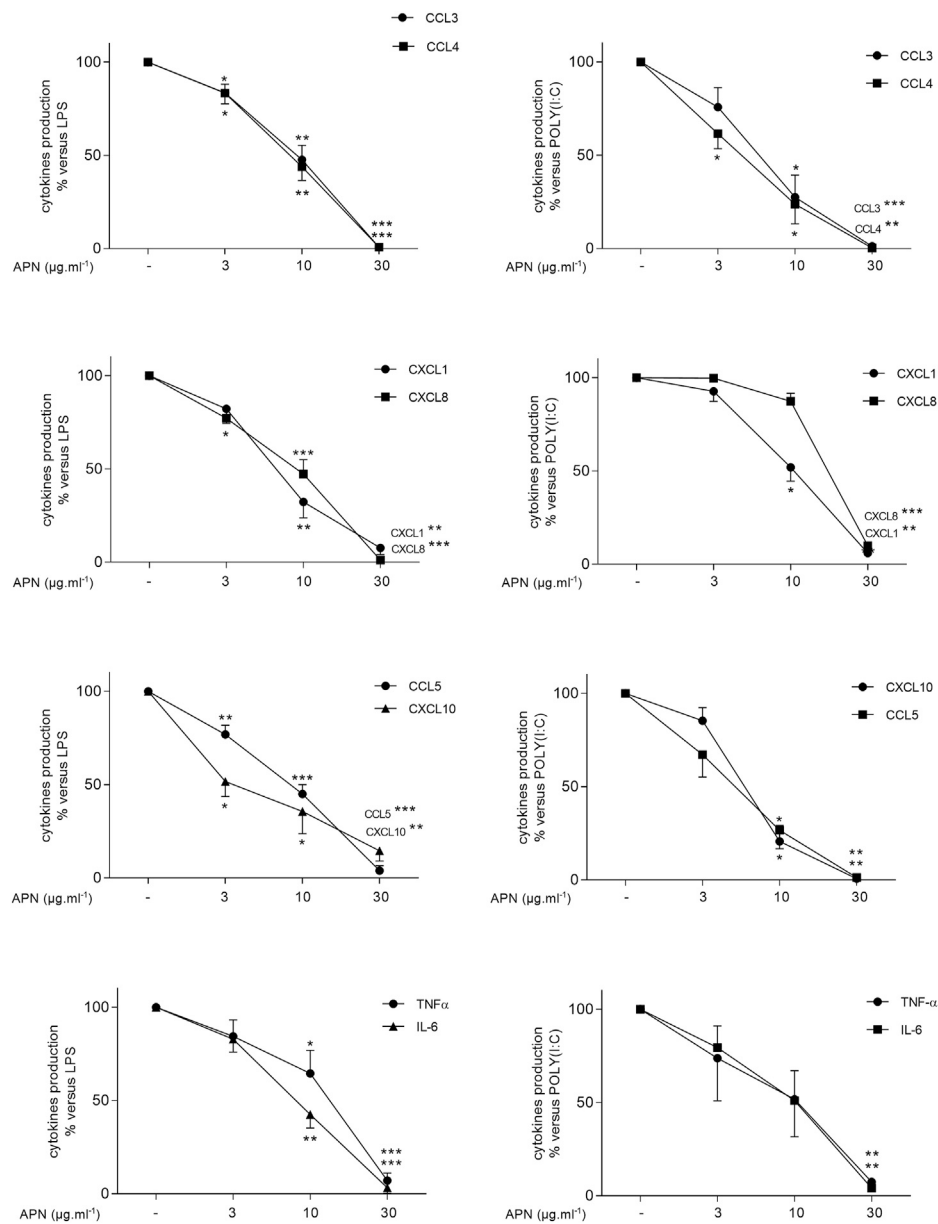 CCL3
CCL4
cytokines production
% versus LPS
100
50
0
*
*
**
**
***
***
APN (µg.ml-1)
- 3 10 30
CCL3
CCL4
cytokines production
% versus POLY(I:C)
100
50
0
*
*
*
CCL3 ***
CCL4 **
APN (µg.ml-1)
- 3 10 30
CXCL1
CXCL8
cytokines production
% versus LPS
100
50
0
*
***
**
CXCL1 **
CXCL8 ***
APN (µg.ml-1)
- 3 10 30
CXCL1
CXCL8
cytokines production
% versus POLY(I:C)
100
50
0
*
CXCL8 ***
CXCL1 **
APN (µg.ml-1)
- 3 10 30
CCL5
CXCL10
cytokines production
% versus LPS
100
50
0
**
*
***
*
CCL5 ***
CXCL10 **
APN (µg.ml-1)
- 3 10 30
CXCL10
CCL5
cytokines production
% versus POLY(I:C)
100
50
0
*
*
**
**
APN (µg.ml-1)
- 3 10 30
TNFα
IL-6
cytokines production
% versus LPS
100
50
0
*
**
***
***
APN (µg.ml-1)
- 3 10 30
TNF-α
IL-6
cytokines production
% versus POLY(I:C)
100
50
0
**
**
APN (µg.ml-1)
- 3 10 30